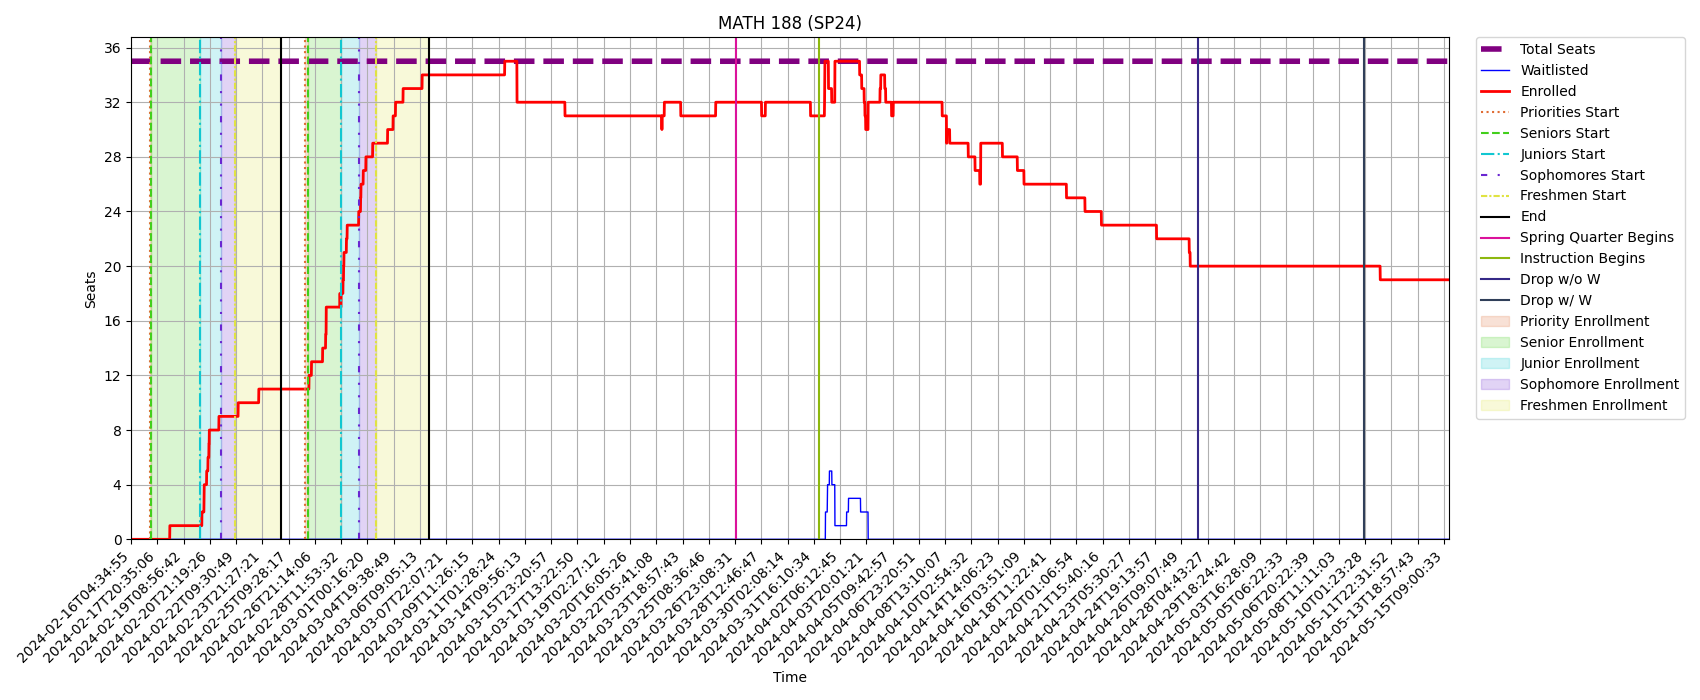 MATH 188 (SP24)
Seats
36
32
28
24
20
16
12
8
4
0
2024-02-16T04:34:55
2024-02-17T20:35:06
2024-02-19T08:56:42
2024-02-20T21:19:26
2024-02-22T09:30:49
2024-02-23T21:27:21
2024-02-25T09:28:17
2024-02-26T21:14:06
2024-02-28T11:53:32
2024-03-01T00:16:20
2024-03-04T19:38:49
2024-03-06T09:05:13
2024-03-07T22:07:21
2024-03-11T01:26:15
2024-03-12T11:28:24
2024-03-14T09:56:13
2024-03-15T23:20:57
2024-03-17T13:22:50
2024-03-19T02:27:12
2024-03-20T16:05:26
2024-03-22T05:41:08
2024-03-23T18:57:43
2024-03-25T08:36:46
2024-03-26T23:08:31
2024-03-28T12:46:47
2024-03-30T02:08:14
2024-03-31T16:10:34
2024-04-02T06:12:45
2024-04-03T20:01:21
2024-04-05T09:42:57
2024-04-06T23:20:51
2024-04-08T13:10:07
2024-04-10T02:54:32
2024-04-14T14:06:23
2024-04-16T03:51:09
2024-04-18T11:22:41
2024-04-20T01:06:54
2024-04-21T15:40:16
2024-04-23T05:30:27
2024-04-24T19:13:57
2024-04-26T09:07:49
2024-04-28T04:43:27
2024-04-29T18:24:42
2024-05-03T16:28:09
2024-05-05T06:22:33
2024-05-06T20:22:39
2024-05-08T11:11:03
2024-05-10T01:23:28
2024-05-11T22:31:52
2024-05-13T18:57:43
2024-05-15T09:00:33
Time
Total Seats
Waitlisted
Enrolled
Priorities Start
Seniors Start
Juniors Start
Sophomores Start
Freshmen Start
End
Spring Quarter Begins
Instruction Begins
Drop w/o W
Drop w/ W
Priority Enrollment
Senior Enrollment
Junior Enrollment
Sophomore Enrollment
Freshmen Enrollment